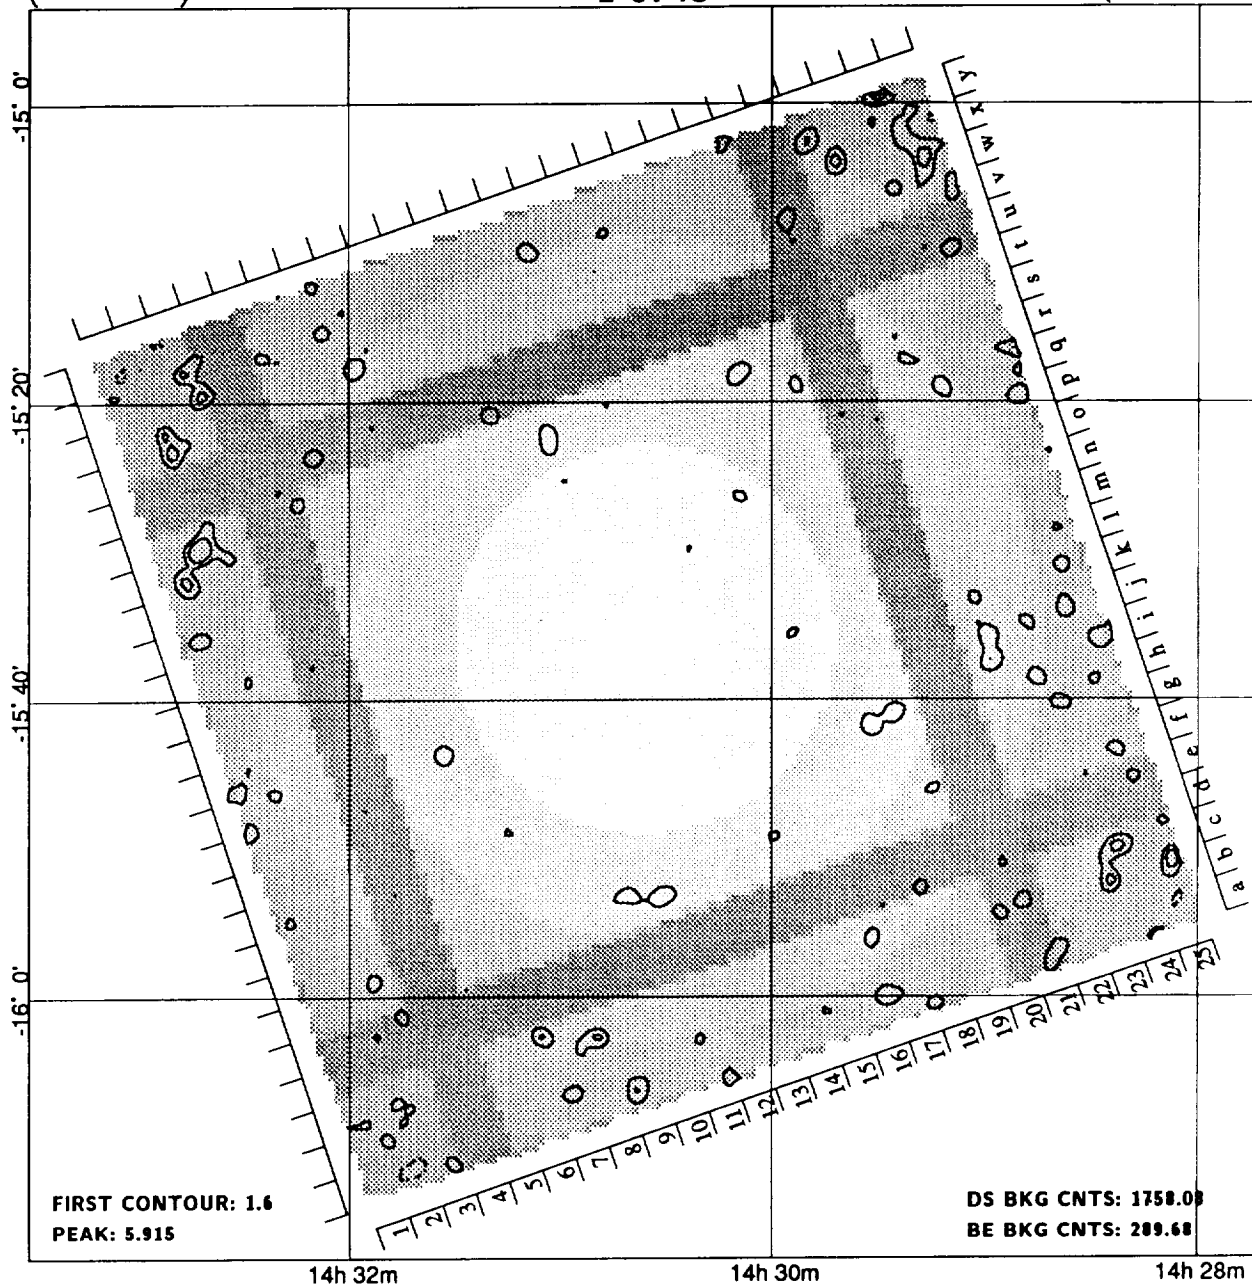 -15° 0'
-15° 20'
-15° 40'
-16° 0'
a b c d e f g h i j k l m n o p q r s t u v w x y
1 2 3 4 5 6 7 8 9 10 11 12 13 14 15 16 17 18 19 20 21 22 23 24 25
FIRST CONTOUR: 1.6
PEAK: 5.915
DS BKG CNTS: 1758.08
BE BKG CNTS: 289.68
14h 32m
14h 30m
14h 28m